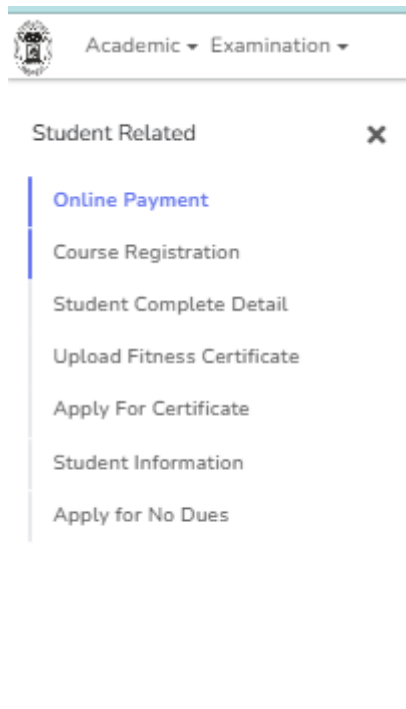 Academic Examination
Student Related
Online Payment
Course Registration
Student Complete Detail
Upload Fitness Certificate
Apply For Certificate
Student Information
Apply for No Dues